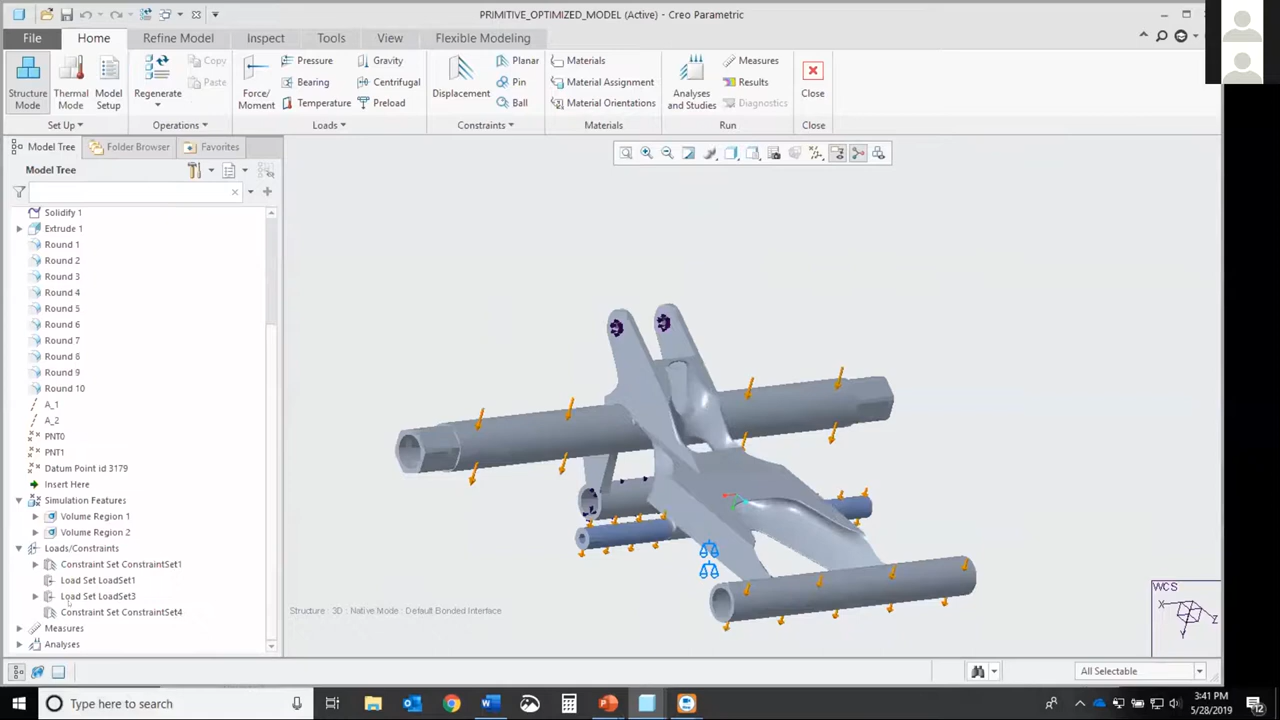 PRIMITIVE_OPTIMIZED_MODEL (Active) - Creo Parametric
File Home Refine Model Inspect Tools View Flexible Modeling
Structure Mode
Thermal Mode
Model Setup
Set Up
Regenerate
Copy
Paste
Operations
Force/Moment
Pressure
Bearing
Temperature
Gravity
Centrifugal
Preload
Loads
Displacement
Planar
Pin
Ball
Constraints
Materials
Material Assignment
Material Orientations
Materials
Analyses and Studies
Measures
Results
Diagnostics
Run
Close
Close
Model Tree Folder Browser Favorites
Model Tree
Solidify 1
Extrude 1
Round 1
Round 2
Round 3
Round 4
Round 5
Round 6
Round 7
Round 8
Round 9
Round 10
A_1
A_2
PNT0
PNT1
Datum Point id 3179
Insert Here
Simulation Features
Volume Region 1
Volume Region 2
Loads/Constraints
Constraint Set ConstraintSet1
Load Set LoadSet1
Load Set LoadSet3
Constraint Set ConstraintSet4
Measures
Analyses
Structure : 3D : Native Mode : Default Bonded Interface
WCS
X
Z
Y
All Selectable
Type here to search
3:41 PM
5/28/2019
12